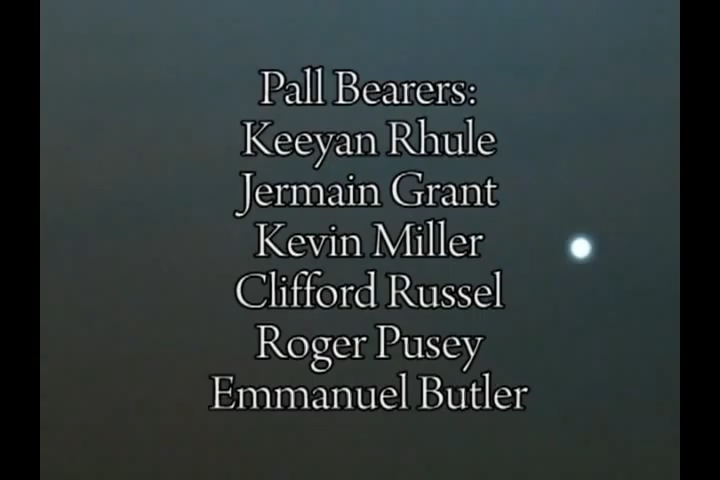 Pall Bearers:
Keeyan Rhule
Jermain Grant
Kevin Miller
Clifford Russel
Roger Pusey
Emmanuel Butler